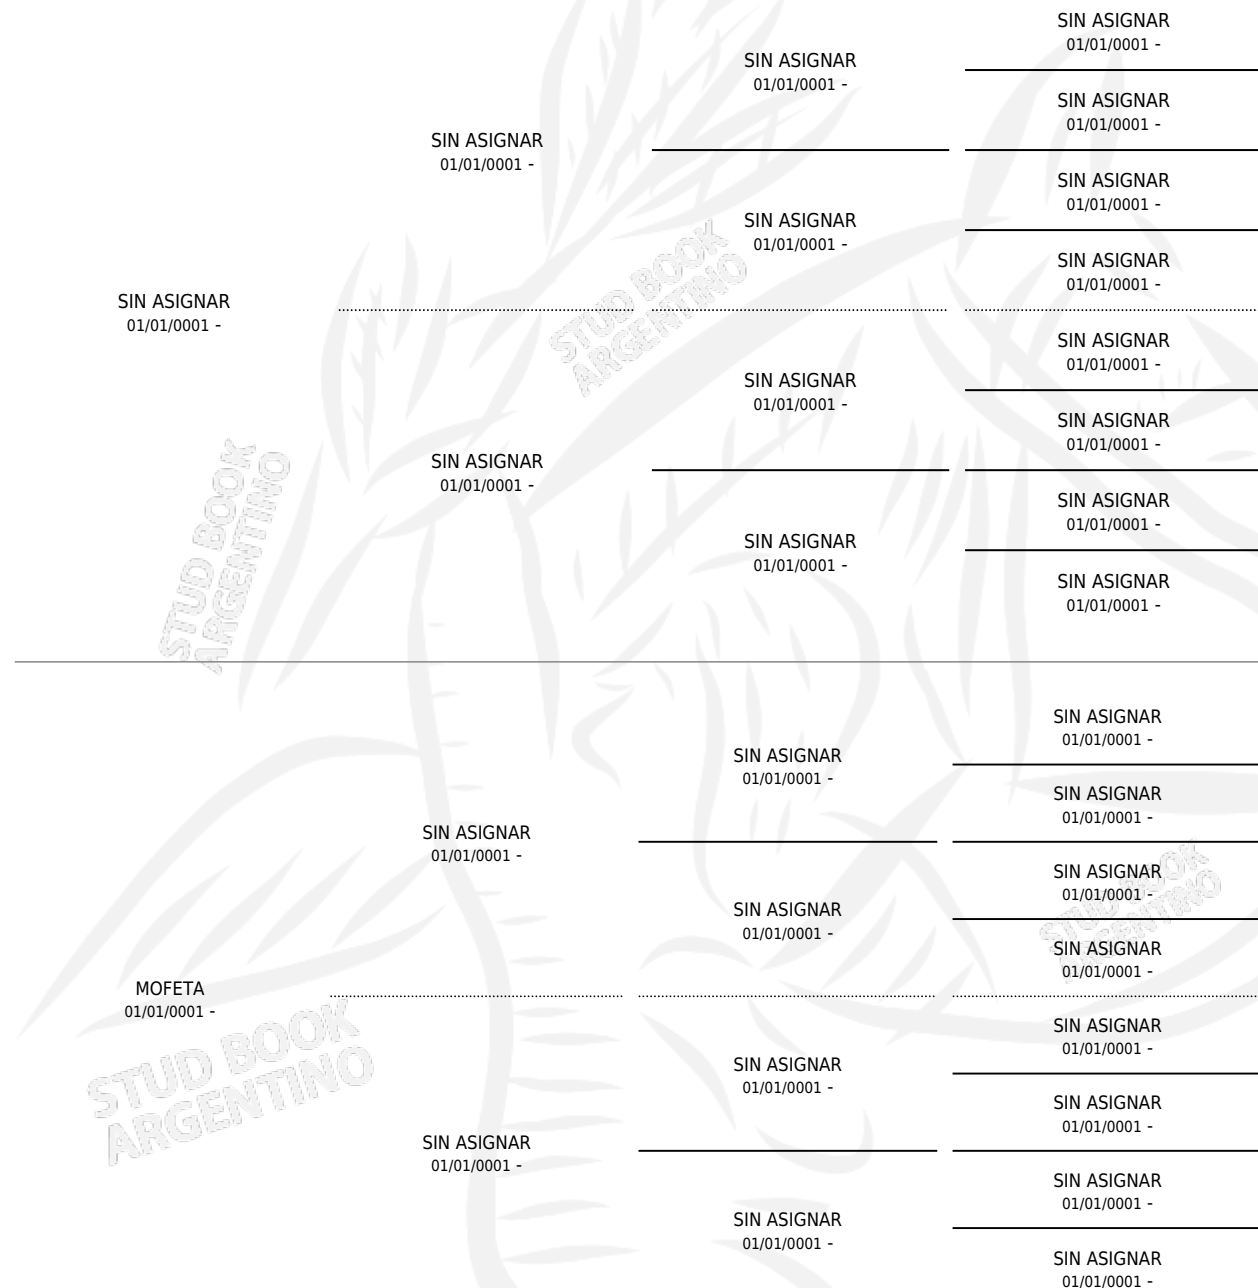 SIN ASIGNAR
01/01/0001 -
SIN ASIGNAR
01/01/0001 -
SIN ASIGNAR
01/01/0001 -
SIN ASIGNAR
01/01/0001 -
SIN ASIGNAR
01/01/0001 -
SIN ASIGNAR
01/01/0001 -
SIN ASIGNAR
01/01/0001 -
STUD BOOK
ARGENTINO
SIN ASIGNAR
01/01/0001 -
SIN ASIGNAR
01/01/0001 -
SIN ASIGNAR
01/01/0001 -
SIN ASIGNAR
01/01/0001 -
SIN ASIGNAR
01/01/0001 -
SIN ASIGNAR
01/01/0001 -
STUD BOOK
ARGENTINO
SIN ASIGNAR
01/01/0001 -
SIN ASIGNAR
01/01/0001 -
SIN ASIGNAR
01/01/0001 -
SIN ASIGNAR
01/01/0001 -
SIN ASIGNAR
01/01/0001 -
SIN ASIGNAR
01/01/0001 -
SIN ASIGNAR
01/01/0001 -
SIN ASIGNAR
01/01/0001 -
SIN ASIGNAR
01/01/0001 -
STUD BOOK
ARGENTINO
SIN ASIGNAR
01/01/0001 -
SIN ASIGNAR
01/01/0001 -
MOFETA
01/01/0001 -
STUD BOOK
ARGENTINO
SIN ASIGNAR
01/01/0001 -
SIN ASIGNAR
01/01/0001 -
SIN ASIGNAR
01/01/0001 -
SIN ASIGNAR
01/01/0001 -
SIN ASIGNAR
01/01/0001 -
SIN ASIGNAR
01/01/0001 -
SIN ASIGNAR
01/01/0001 -